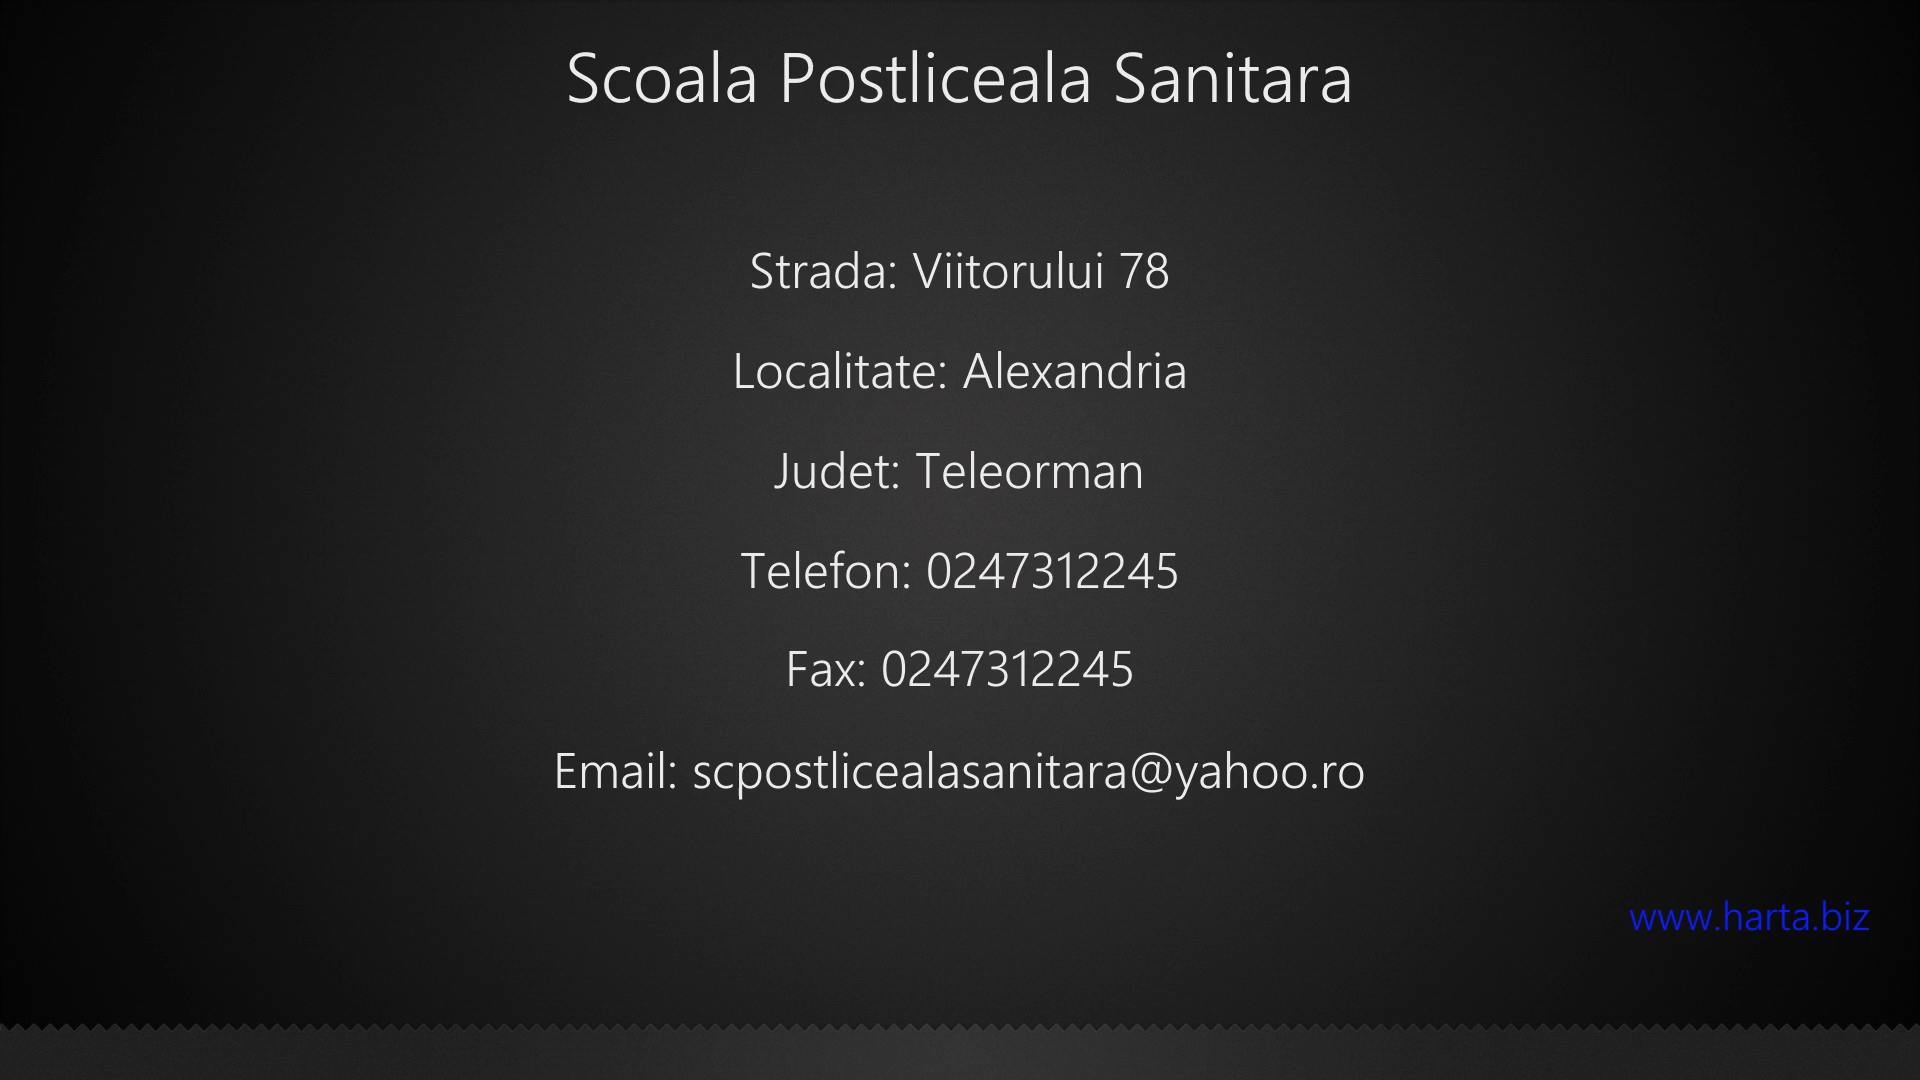 Scoala Postliceala Sanitara
Strada: Viitorului 78
Localitate: Alexandria
Judet: Teleorman
Telefon: 0247312245
Fax: 0247312245
Email: scpostlicealasanitara@yahoo.ro
www.harta.biz